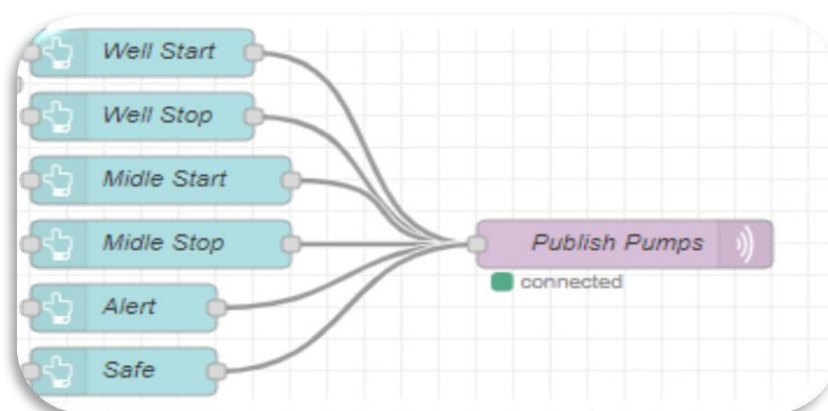 Well Start
Well Stop
Midle Start
Midle Stop
Publish Pumps
connected
Alert
Safe